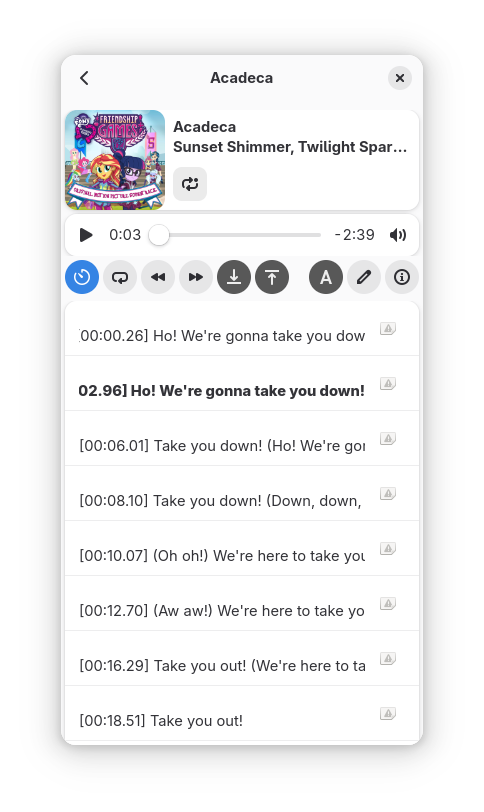 Acadeca
MY LITTLE PONY
FRIENDSHIP
GAMES
Acadeca
Sunset Shimmer, Twilight Spar...
0:03
-2:39
A
[00:00.26] Ho! We're gonna take you dow
02.96] Ho! We're gonna take you down!
[00:06.01] Take you down! (Ho! We're gor
[00:08.10] Take you down! (Down, down,
[00:10.07] (Oh oh!) We're here to take you
[00:12.70] (Aw aw!) We're here to take yo
[00:16.29] Take you out! (We're here to ta
[00:18.51] Take you out!